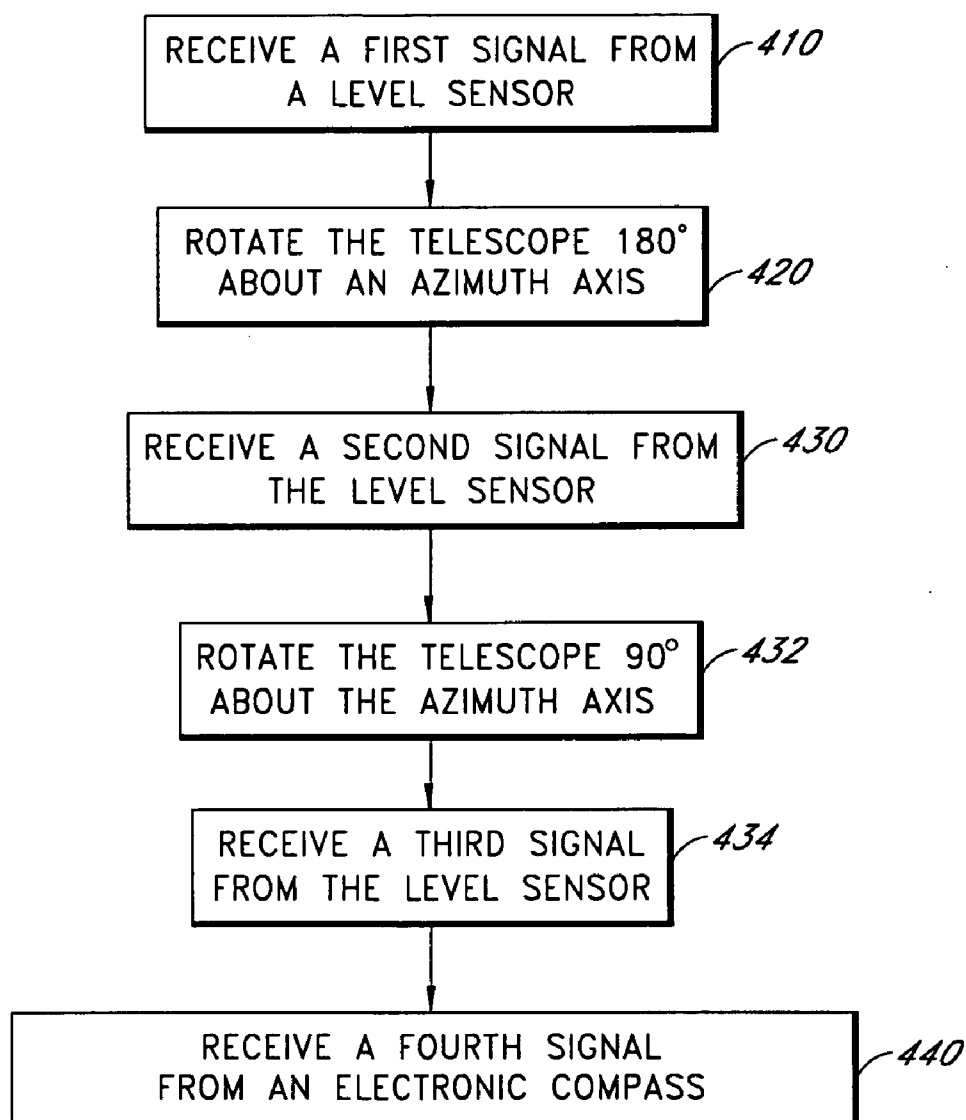 RECEIVE A FIRST SIGNAL FROM
A LEVEL SENSOR
410
ROTATE THE TELESCOPE 180°
ABOUT AN AZIMUTH AXIS
420
RECEIVE A SECOND SIGNAL FROM
THE LEVEL SENSOR
430
ROTATE THE TELESCOPE 90°
ABOUT THE AZIMUTH AXIS
432
RECEIVE A THIRD SIGNAL
FROM THE LEVEL SENSOR
434
RECEIVE A FOURTH SIGNAL
FROM AN ELECTRONIC COMPASS
440